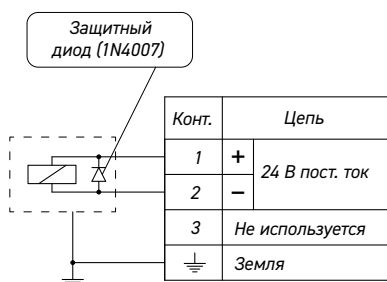 Защитный
диод (1N4007)
Конт. Цепь
1 + 24 В пост. ток
2 –
3 Не используется
Земля